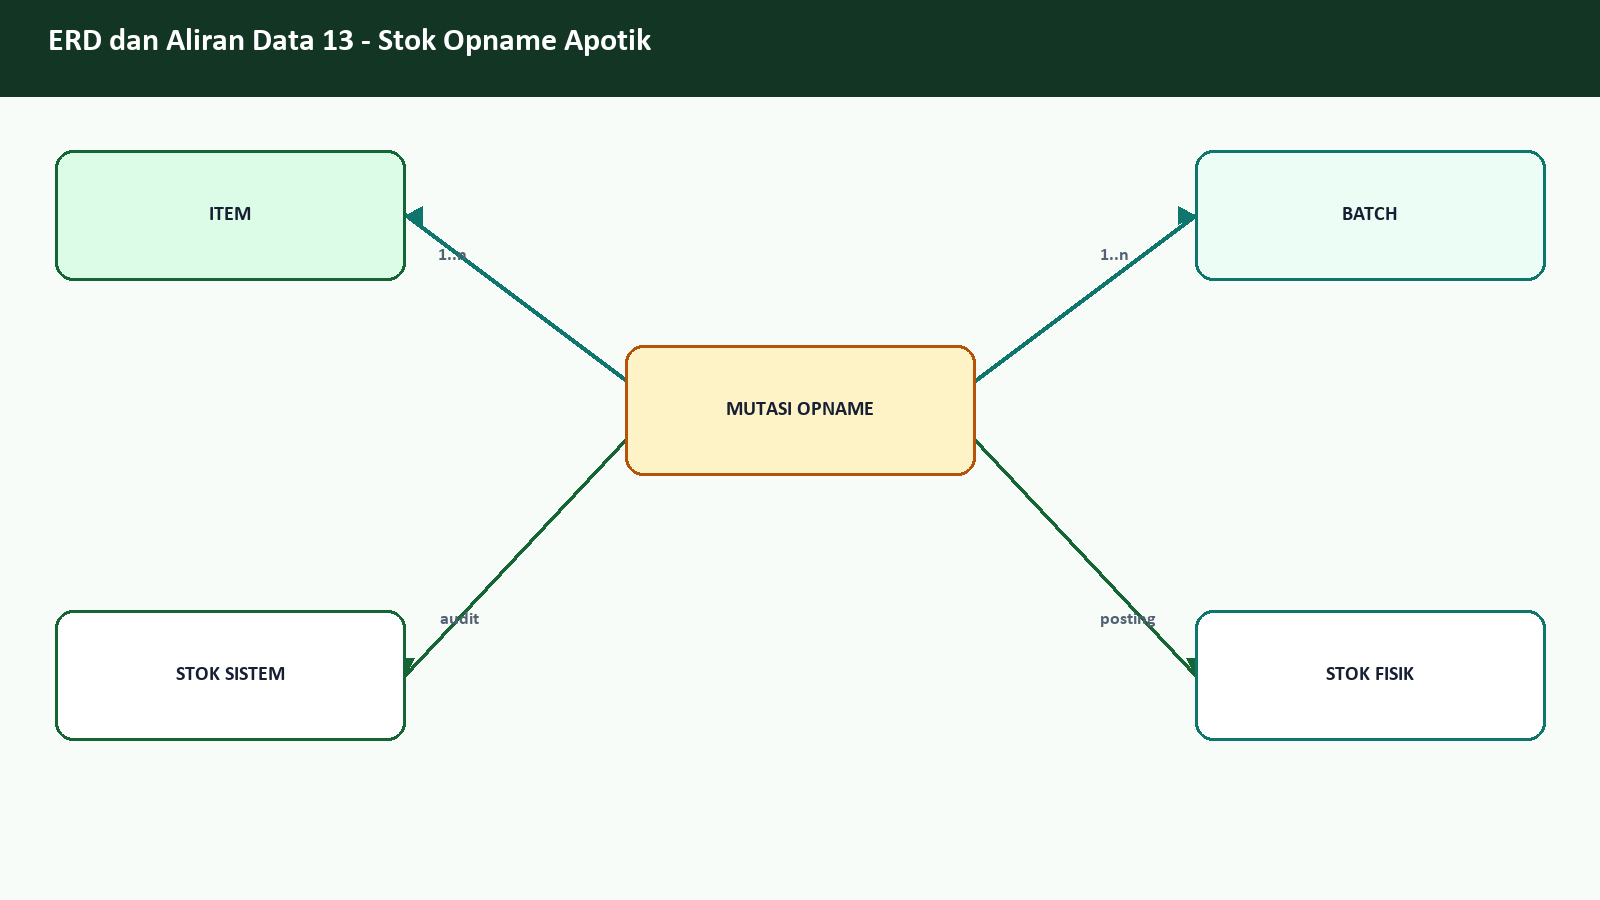 ERD dan Aliran Data 13 - Stok Opname Apotik
ITEM
BATCH
1..n
1..n
MUTASI OPNAME
audit
posting
STOK SISTEM
STOK FISIK